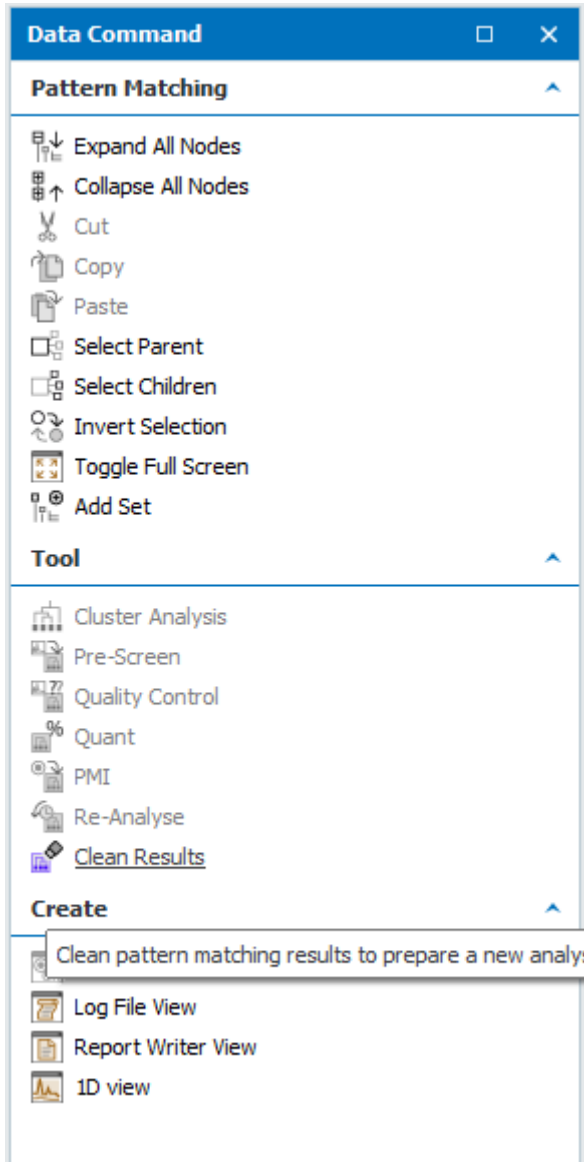 Data Command
Pattern Matching
Expand All Nodes
Collapse All Nodes
Cut
Copy
Paste
Select Parent
Select Children
Invert Selection
Toggle Full Screen
Add Set
Tool
Cluster Analysis
Pre-Screen
Quality Control
Quant
PMI
Re-Analyse
Clean Results
Create
Clean pattern matching results to prepare a new analys
Log File View
Report Writer View
1D view